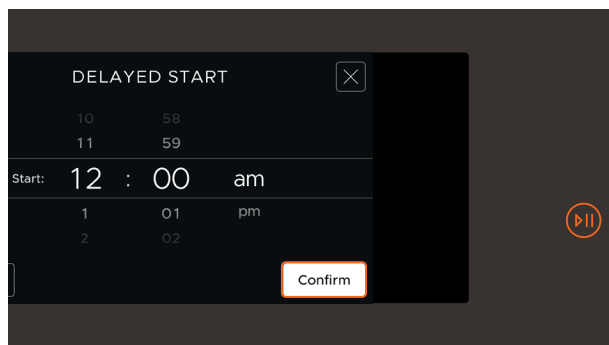 DELAYED START
10 58
11 59
Start: 12 : 00 am
1 01 pm
2 02
Confirm